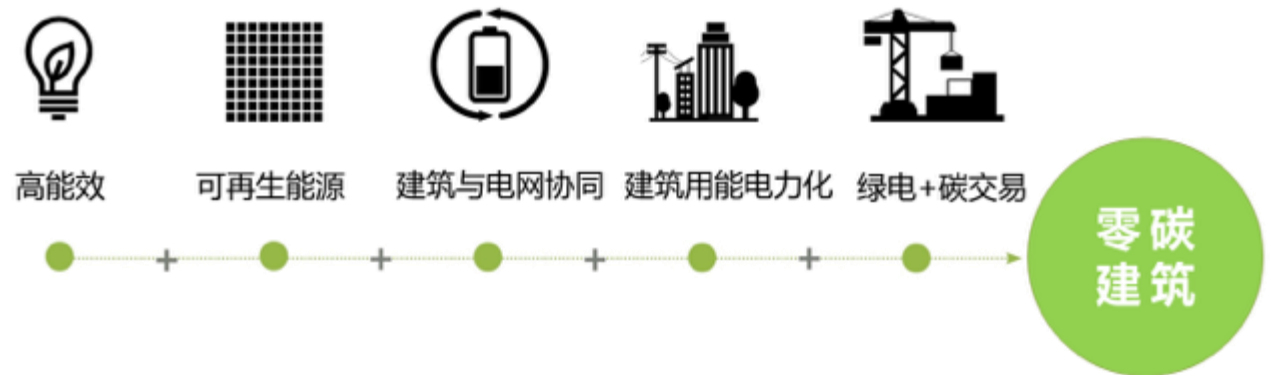 高能效
可再生能源
建筑与电网协同
建筑用能电力化
绿电+碳交易
零碳
建筑